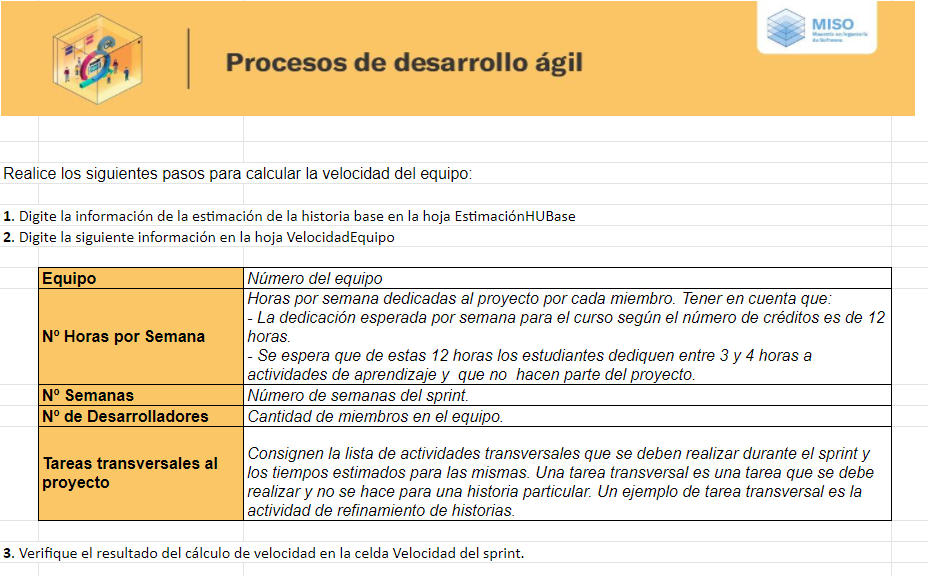 MISO
Maestría en Ingeniería
de Software
Procesos de desarrollo ágil
Realice los siguientes pasos para calcular la velocidad del equipo:
1. Digite la información de la estimación de la historia base en la hoja EstimaciónHUBase
2. Digite la siguiente información en la hoja VelocidadEquipo
Equipo
Número del equipo
Nº Horas por Semana
Horas por semana dedicadas al proyecto por cada miembro. Tener en cuenta que:
- La dedicación esperada por semana para el curso según el número de créditos es de 12
horas.
- Se espera que de estas 12 horas los estudiantes dediquen entre 3 y 4 horas a
actividades de aprendizaje y  que no  hacen parte del proyecto.
Nº Semanas
Número de semanas del sprint.
Nº de Desarrolladores
Cantidad de miembros en el equipo.
Tareas transversales al
proyecto
Consignen la lista de actividades transversales que se deben realizar durante el sprint y
los tiempos estimados para las mismas. Una tarea transversal es una tarea que se debe
realizar y no se hace para una historia particular. Un ejemplo de tarea transversal es la
actividad de refinamiento de historias.
3. Verifique el resultado del cálculo de velocidad en la celda Velocidad del sprint.